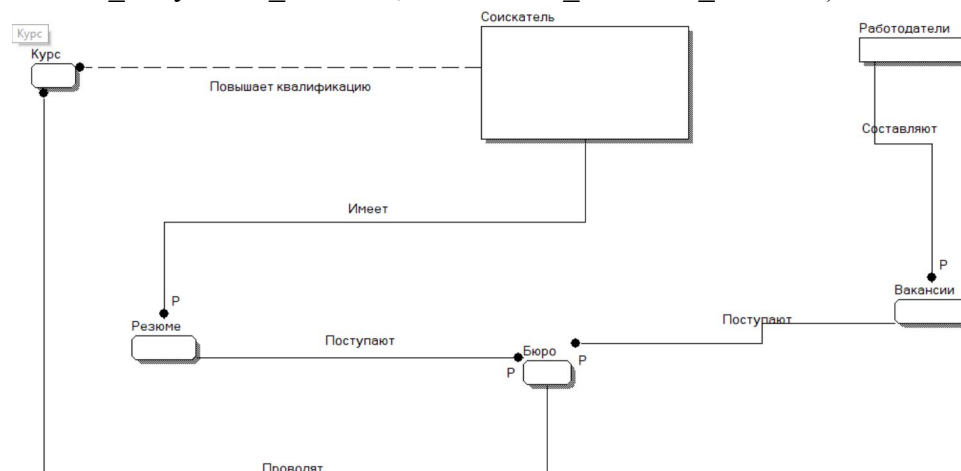 Соискатель
Работодатели
Курс
Курс
Повышает квалификацию
Составляют
Имеет
P
P
Вакансии
Резюме
Поступают
Поступают
Бюро
P
P
Проводят